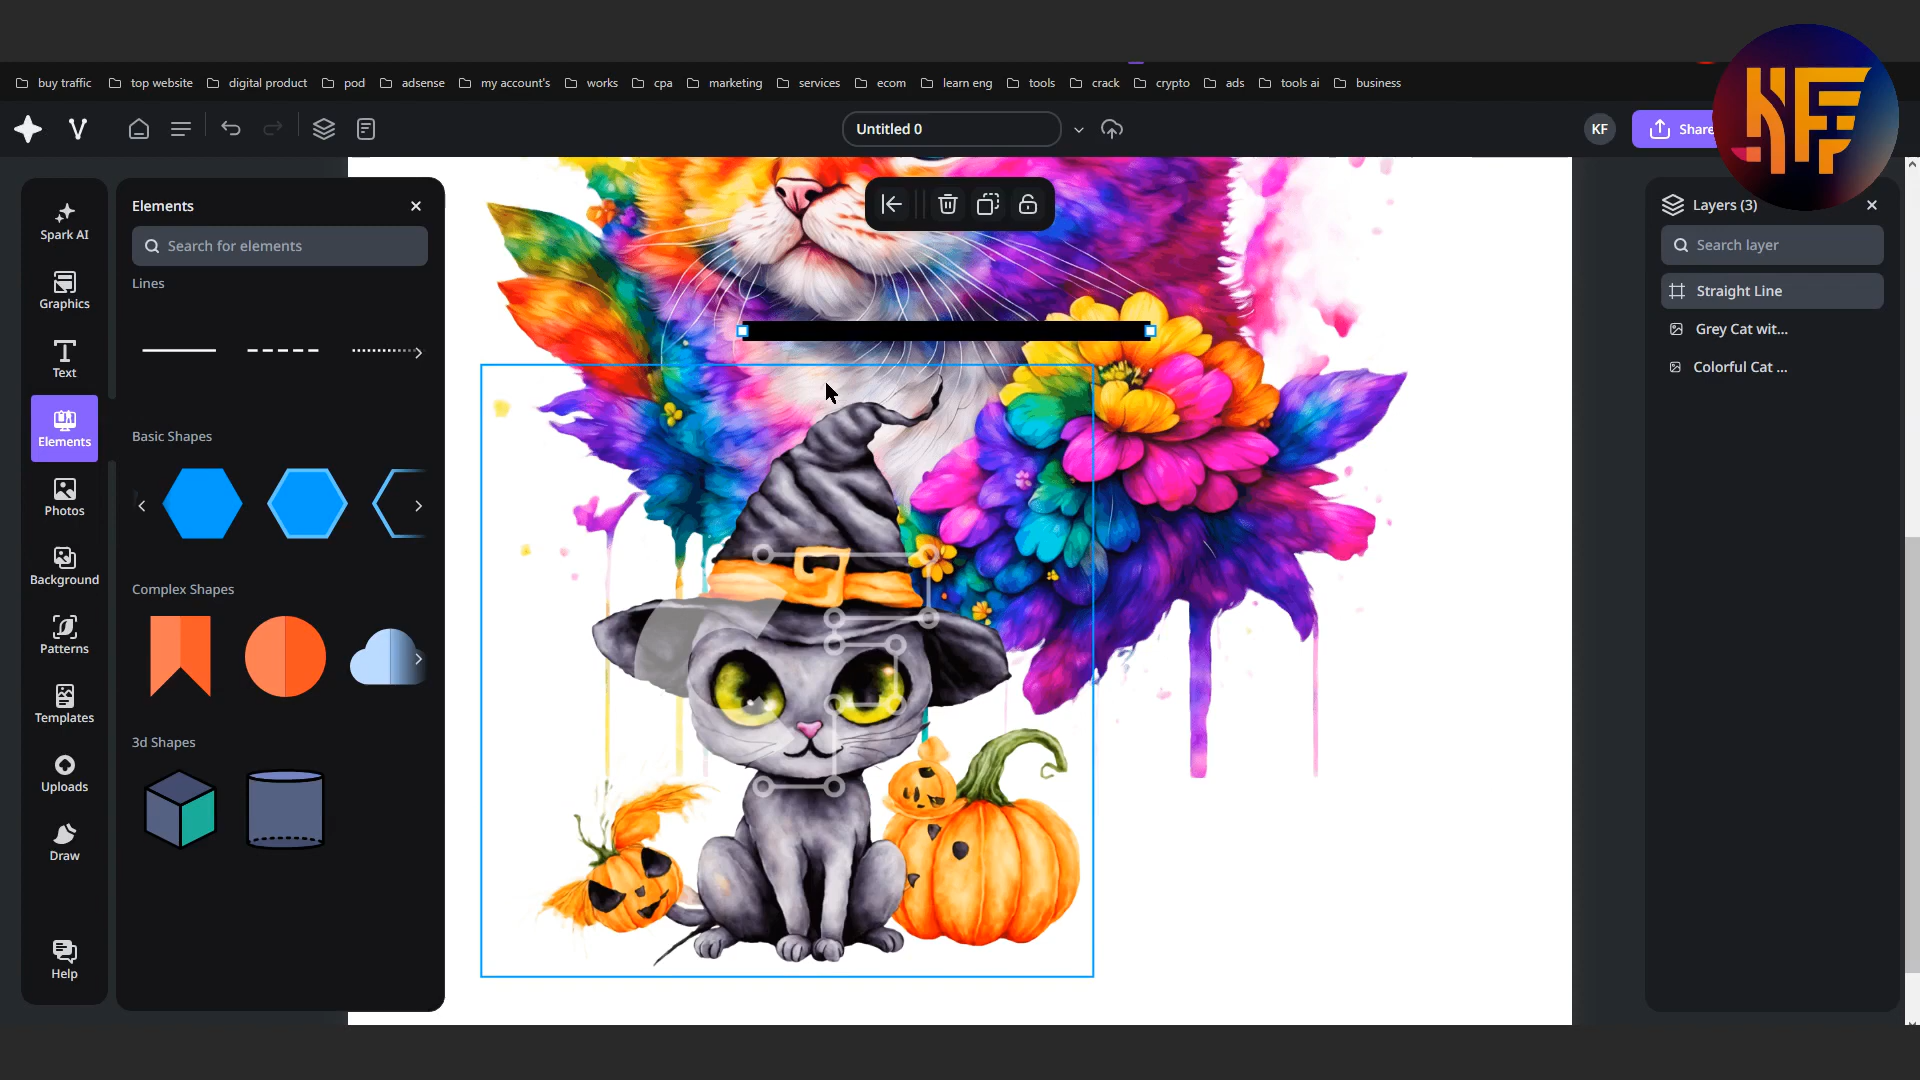 buy traffic top website digital product pod adsense my account's works cpa marketing services ecom learn eng tools crack crypto ads tools ai business
Untitled 0
KF
Share
KF
Spark AI
Graphics
Text
Elements
Photos
Background
Patterns
Templates
Uploads
Draw
Help
Elements
Search for elements
Lines
Basic Shapes
Complex Shapes
3d Shapes
Layers (3)
Search layer
Straight Line
Grey Cat wit...
Colorful Cat ...